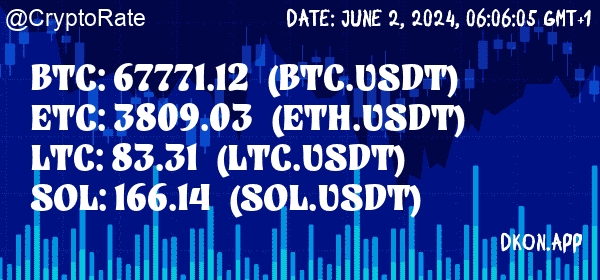 @CryptoRate
DATE: JUNE 2, 2024, 06:06:05 GMT+1
BTC: 67771.12 (BTC.USDT)
ETC: 3809.03 (ETH.USDT)
LTC: 83.31 (LTC.USDT)
SOL: 166.14 (SOL.USDT)
DKON.APP